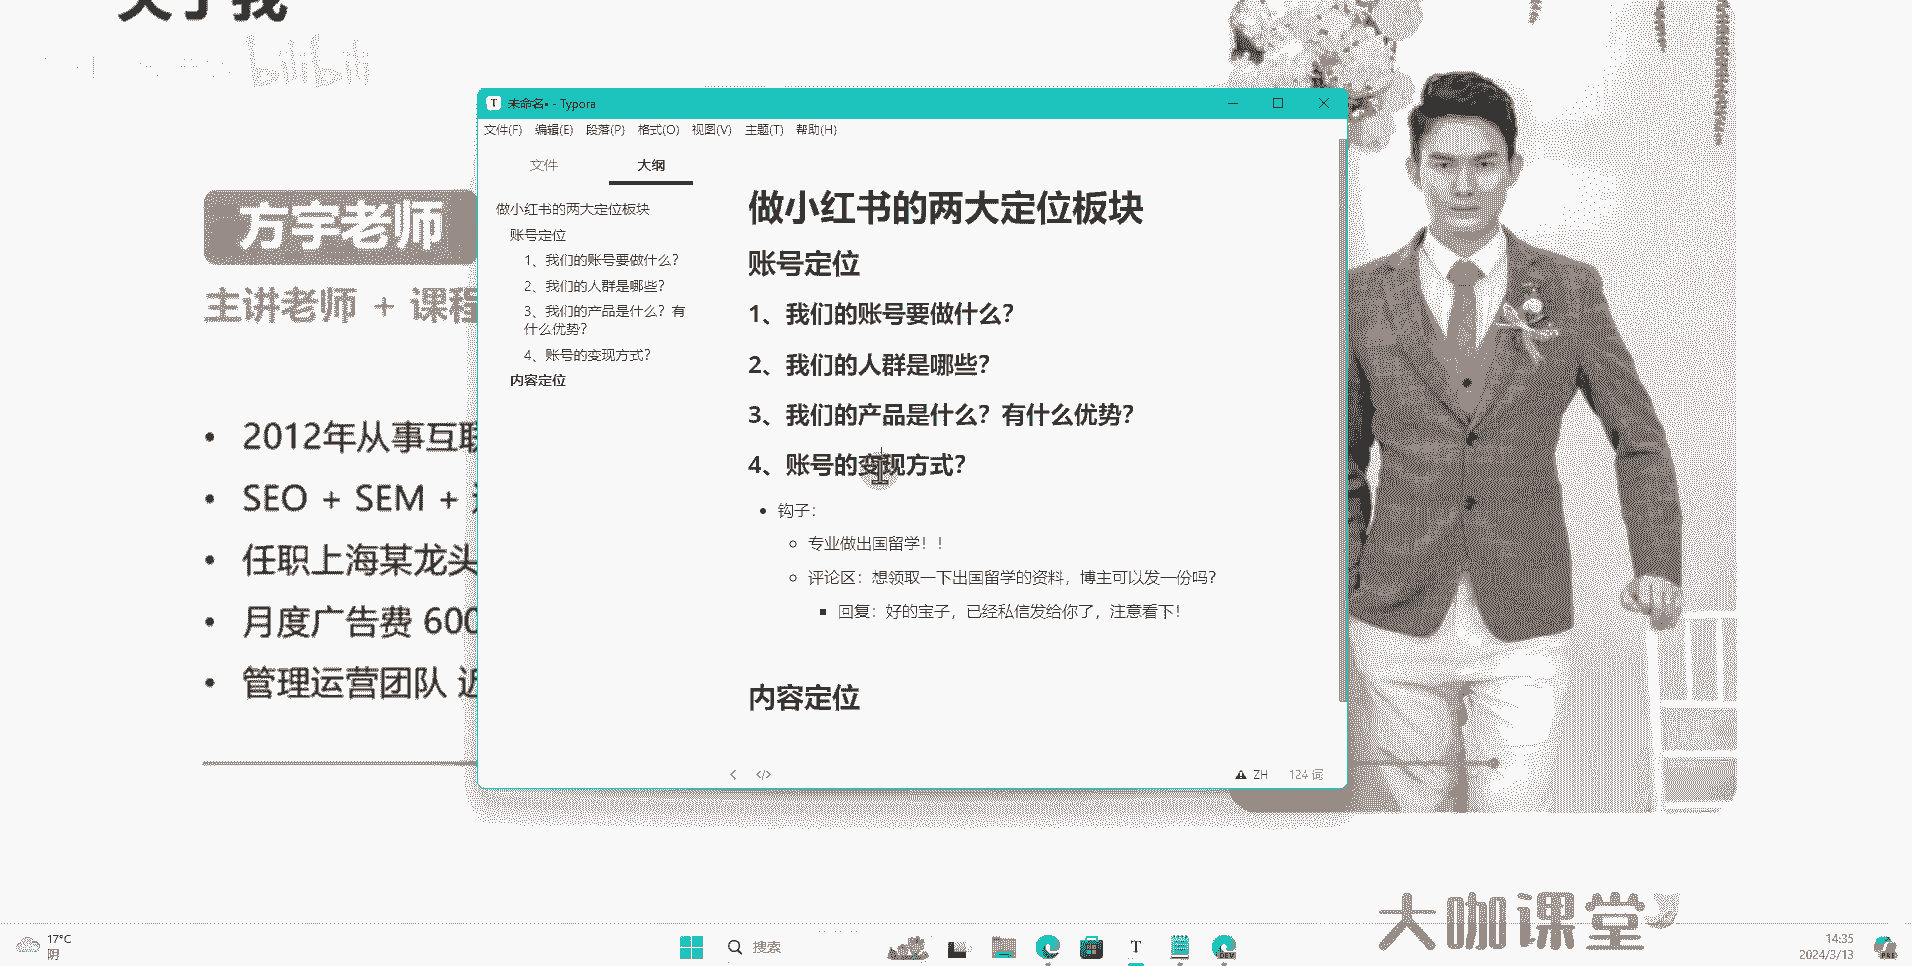 关于我
bilibili
未命名• - Typora
文件(F) 编辑(E) 段落(P) 格式(O) 视图(V) 主题(T) 帮助(H)
文件 大纲
做小红书的两大定位板块
账号定位
1、我们的账号要做什么？
2、我们的人群是哪些？
3、我们的产品是什么？有
什么优势？
4、账号的变现方式？
内容定位
做小红书的两大定位板块
账号定位
1、我们的账号要做什么？
2、我们的人群是哪些？
3、我们的产品是什么？有什么优势？
4、账号的变现方式？
钩子：
专业做出国留学！！
评论区：想领取一下出国留学的资料，博主可以发一份吗？
回复：好的宝子，已经私信发给你了，注意看下！
内容定位
ZH 124 词
方宇老师
主讲老师 + 课程
2012年从事互联
SEO + SEM +
任职上海某龙头
月度广告费 600
管理运营团队 近
大咖课堂
17°C
阴
搜索
14:35
2024/3/13